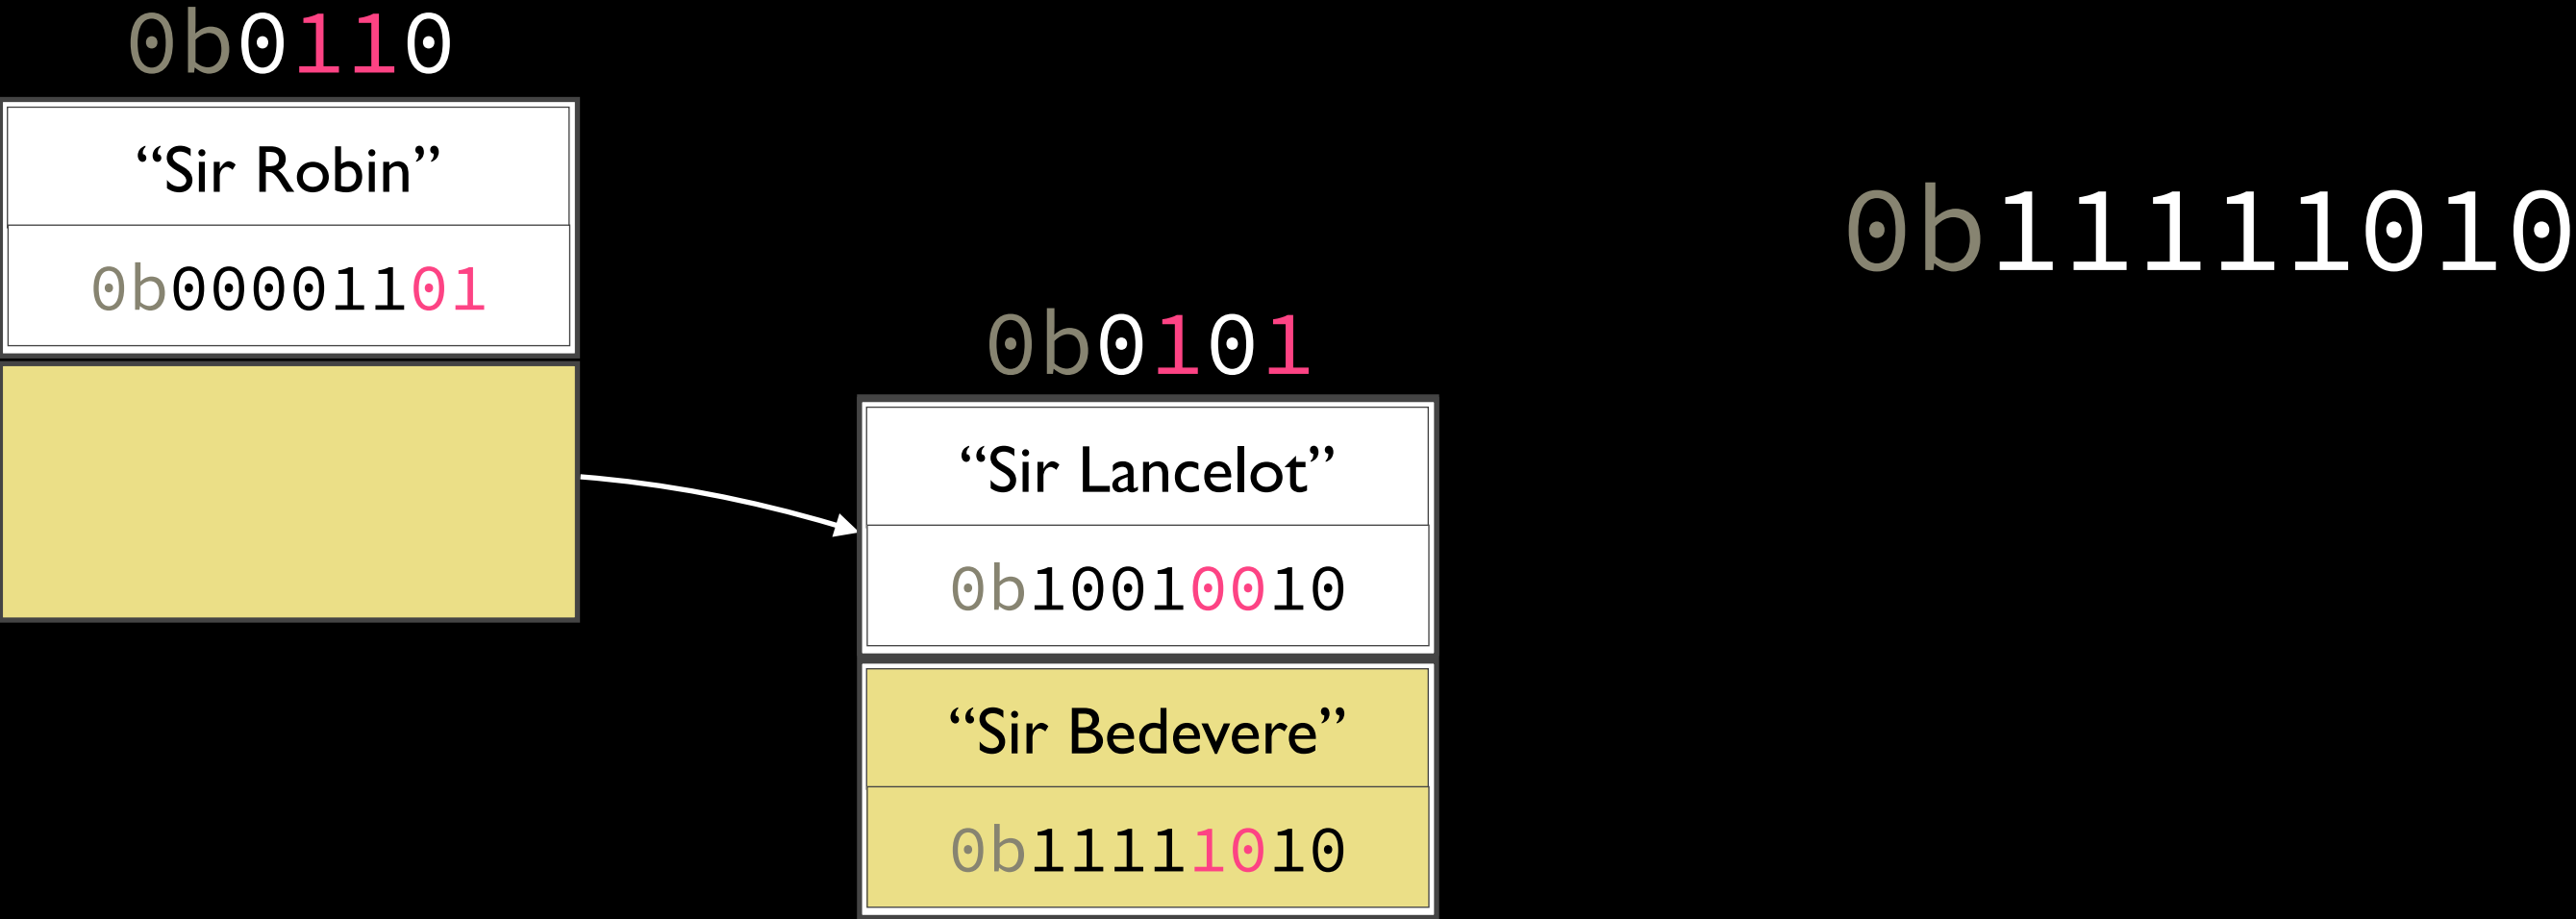 0b0110
“Sir Robin”
0b00001101
0b11111010
0b0101
“Sir Lancelot”
0b10010010
“Sir Bedevere”
0b11111010